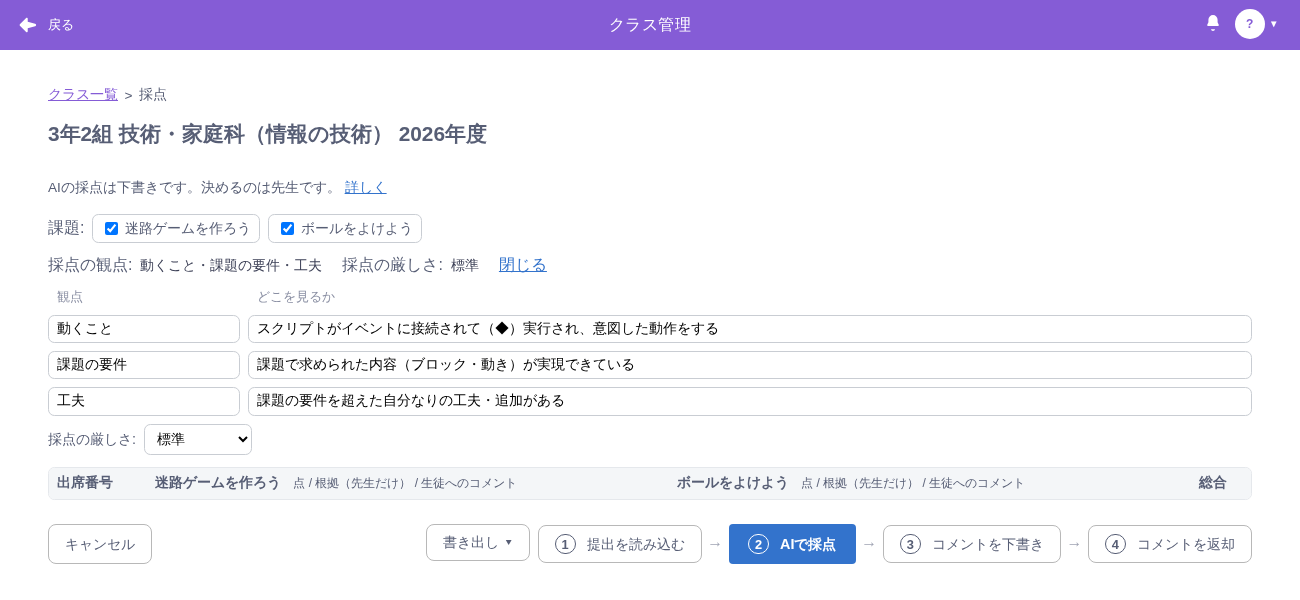 戻る クラス管理 ? ▼
クラス一覧 > 採点
3年2組 技術・家庭科（情報の技術） 2026年度
AIの採点は下書きです。決めるのは先生です。 詳しく
課題: 迷路ゲームを作ろう ボールをよけよう
採点の観点: 動くこと・課題の要件・工夫 採点の厳しさ: 標準 閉じる
観点 どこを見るか
動くこと スクリプトがイベントに接続されて（◆）実行され、意図した動作をする
課題の要件 課題で求められた内容（ブロック・動き）が実現できている
工夫 課題の要件を超えた自分なりの工夫・追加がある
採点の厳しさ: 標準
出席番号 迷路ゲームを作ろう 点 / 根拠（先生だけ） / 生徒へのコメント ボールをよけよう 点 / 根拠（先生だけ） / 生徒へのコメント 総合
キャンセル 書き出し ▼ 1 提出を読み込む → 2 AIで採点 → 3 コメントを下書き → 4 コメントを返却